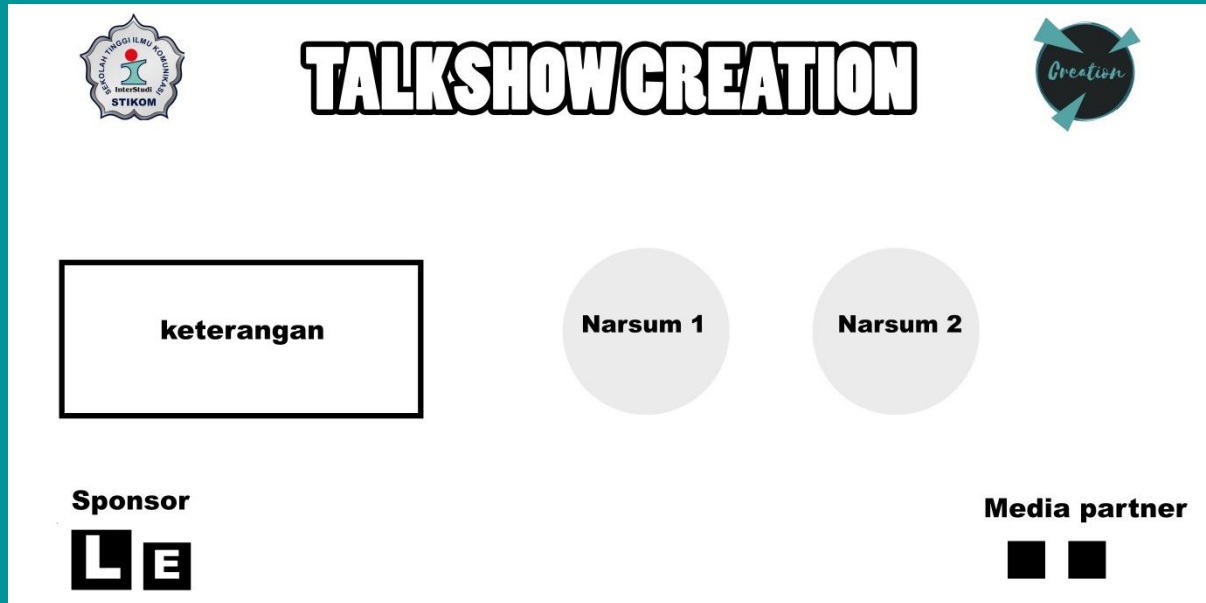 SEKOLAH TINGGI ILMU KOMUNIKASI
InterStudi
STIKOM
TALKSHOW CREATION
Creation
keterangan
Narsum 1
Narsum 2
Sponsor
L E
Media partner